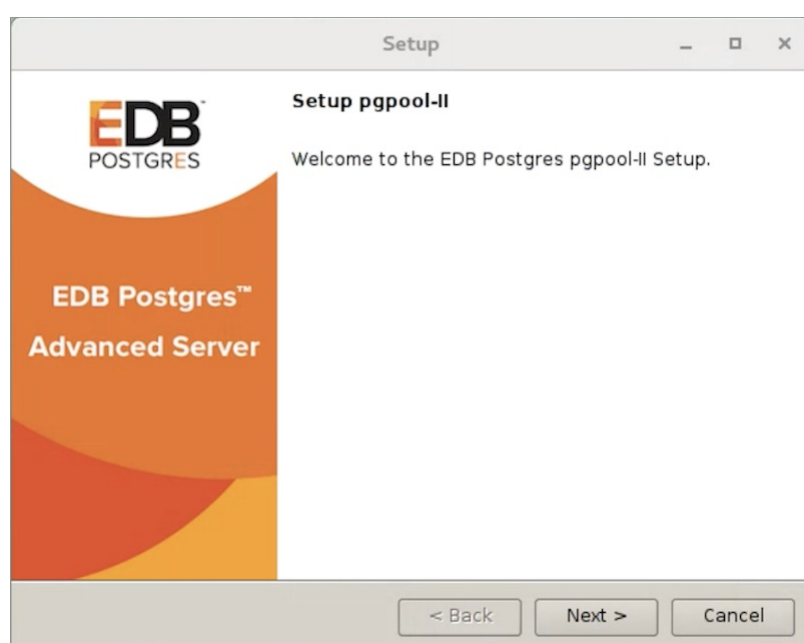 Setup
EDB
POSTGRES
EDB Postgres™
Advanced Server
Setup pgpool-II
Welcome to the EDB Postgres pgpool-II Setup.
< Back
Next >
Cancel